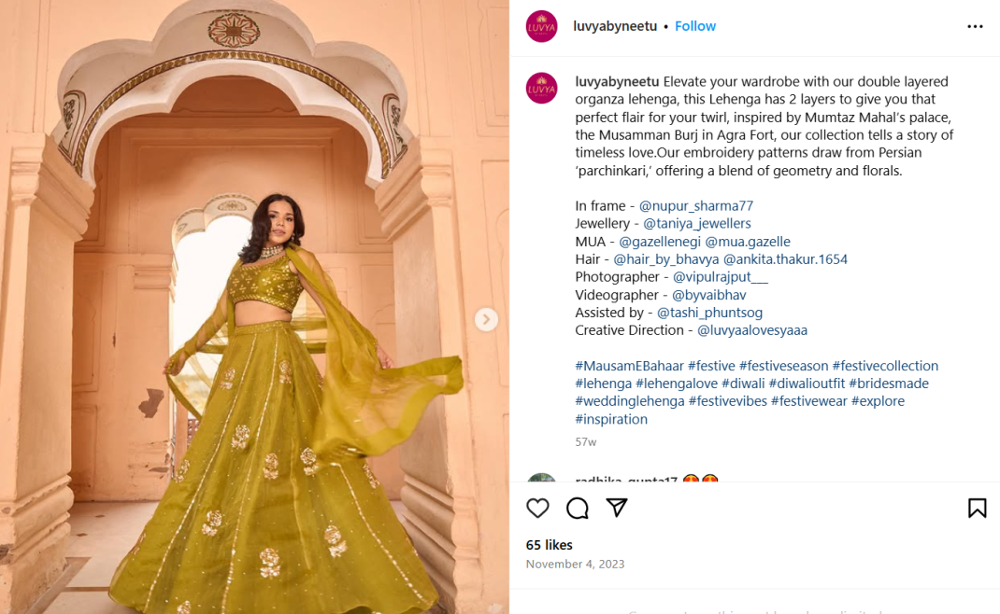 LUVYA
luvyabyneetu • Follow
LUVYA
luvyabyneetu Elevate your wardrobe with our double layered
organza lehenga, this Lehenga has 2 layers to give you that
perfect flair for your twirl, inspired by Mumtaz Mahal’s palace,
the Musamman Burj in Agra Fort, our collection tells a story of
timeless love.Our embroidery patterns draw from Persian
‘parchinkari,’ offering a blend of geometry and florals.
In frame - @nupur_sharma77
Jewellery - @taniya_jewellers
MUA - @gazellenegi @mua.gazelle
Hair - @hair_by_bhavya @ankita.thakur.1654
Photographer - @vipulrajput___
Videographer - @byvaibhav
Assisted by - @tashi_phuntsog
Creative Direction - @luvyaalovesyaaa
#MausamEBahaar #festive #festiveseason #festivecollection
#lehenga #lehengalove #diwali #diwalioutfit #bridesmade
#weddinglehenga #festivevibes #festivewear #explore
#inspiration
57w
radhika_gupta17 😍😍
65 likes
November 4, 2023